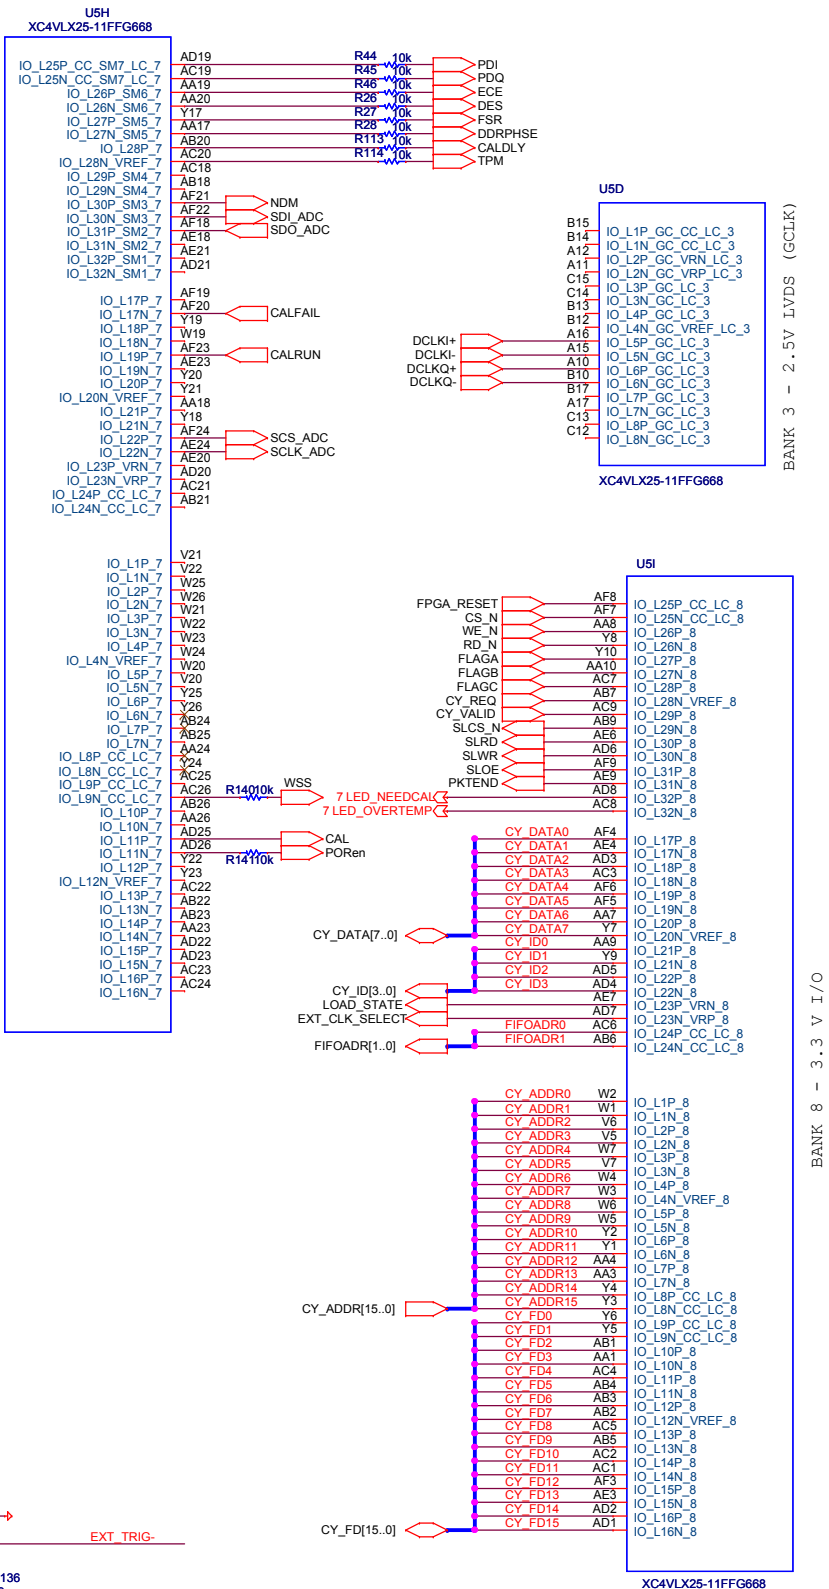 U5H
XC4VLX25-11FFG668
IO_L25P_CC_SM7_LC_7 AD19 R44 10k PDI
IO_L25N_CC_SM7_LC_7 AC19 R45 10k PDQ
IO_L26P_SM6_7 AA19 R46 10k ECE
IO_L26N_SM6_7 AA20 R26 10k DES
IO_L27P_SM5_7 Y17 R27 10k FSR
IO_L27N_SM5_7 AA17 R28 10k DDRPHSE
IO_L28P_7 AB20 R113 10k CALDLY
IO_L28N_VREF_7 AC20 R114 10k TPM
IO_L29P_SM4_7 AC18
IO_L29N_SM4_7 AB18
IO_L30P_SM3_7 AF21 NDM
IO_L30N_SM3_7 AF22 SDI_ADC
IO_L31P_SM2_7 AF18 SDO_ADC
IO_L31N_SM2_7 AE18
IO_L32P_SM1_7 AE21
IO_L32N_SM1_7 AD21
IO_L17P_7 AF19
IO_L17N_7 AF20 CALFAIL
IO_L18P_7 Y19
IO_L18N_7 W19
IO_L19P_7 AF23 CALRUN
IO_L19N_7 AE23
IO_L20P_7 Y20
IO_L20N_VREF_7 Y21
IO_L21P_7 AA18
IO_L21N_7 Y18
IO_L22P_7 AF24 SCS_ADC
IO_L22N_7 AE24 SCLK_ADC
IO_L23P_VRN_7 AE20
IO_L23N_VRP_7 AD20
IO_L24P_CC_LC_7 AC21
IO_L24N_CC_LC_7 AB21
IO_L1P_7 V21
IO_L1N_7 V22
IO_L2P_7 W25
IO_L2N_7 W26
IO_L3P_7 W21
IO_L3N_7 W22
IO_L4P_7 W23
IO_L4N_VREF_7 W24
IO_L5P_7 W20
IO_L5N_7 V20
IO_L6P_7 Y25
IO_L6N_7 Y26
IO_L7P_7 AB24
IO_L7N_7 AB25
IO_L8P_CC_LC_7 AA24
IO_L8N_CC_LC_7 Y24
IO_L9P_CC_LC_7 AC25
IO_L9N_CC_LC_7 AC26 R140 10k WSS
IO_L10P_7 AB26
IO_L10N_7 AA26
IO_L11P_7 AD25 CAL
IO_L11N_7 AD26 R141 10k PORen
IO_L12P_7 Y22
IO_L12N_VREF_7 Y23
IO_L13P_7 AC22
IO_L13N_7 AB22
IO_L14P_7 AB23
IO_L14N_7 AA23
IO_L15P_7 AD22
IO_L15N_7 AD23
IO_L16P_7 AC23
IO_L16N_7 AC24
U5D
B15 IO_L1P_GC_CC_LC_3
B14 IO_L1N_GC_CC_LC_3
A12 IO_L2P_GC_VRN_LC_3
A11 IO_L2N_GC_VRP_LC_3
C15 IO_L3P_GC_LC_3
C14 IO_L3N_GC_LC_3
B13 IO_L4P_GC_LC_3
B12 IO_L4N_GC_VREF_LC_3
DCLKI+ A16 IO_L5P_GC_LC_3
DCLKI- A15 IO_L5N_GC_LC_3
DCLKQ+ A10 IO_L6P_GC_LC_3
DCLKQ- B10 IO_L6N_GC_LC_3
B17 IO_L7P_GC_LC_3
A17 IO_L7N_GC_LC_3
C13 IO_L8P_GC_LC_3
C12 IO_L8N_GC_LC_3
XC4VLX25-11FFG668
BANK 3 - 2.5V LVDS (GCLK)
U5I
FPGA_RESET AF8 IO_L25P_CC_LC_8
CS_N AF7 IO_L25N_CC_LC_8
WE_N AA8 IO_L26P_8
RD_N Y8 IO_L26N_8
FLAGA Y10 IO_L27P_8
FLAGB AA10 IO_L27N_8
FLAGC AC7 IO_L28P_8
CY_REQ AB7 IO_L28N_VREF_8
CY_VALID AC9 IO_L29P_8
SLCS_N AB9 IO_L29N_8
SLRD AE6 IO_L30P_8
SLWR AD6 IO_L30N_8
SLOE AF9 IO_L31P_8
PKTEND AE9 IO_L31N_8
7 LED_NEEDCAL AD8 IO_L32P_8
7 LED_OVERTEMP AC8 IO_L32N_8
CY_DATA0 AF4 IO_L17P_8
CY_DATA1 AE4 IO_L17N_8
CY_DATA2 AD3 IO_L18P_8
CY_DATA3 AC3 IO_L18N_8
CY_DATA4 AF6 IO_L19P_8
CY_DATA5 AF5 IO_L19N_8
CY_DATA6 AA7 IO_L20P_8
CY_DATA[7..0] CY_DATA7 Y7 IO_L20N_VREF_8
CY_ID0 AA9 IO_L21P_8
CY_ID1 Y9 IO_L21N_8
CY_ID2 AD5 IO_L22P_8
CY_ID[3..0] CY_ID3 AD4 IO_L22N_8
LOAD_STATE AE7 IO_L23P_VRN_8
EXT_CLK_SELECT AD7 IO_L23N_VRP_8
FIFOADR0 AC6 IO_L24P_CC_LC_8
FIFOADR[1..0] FIFOADR1 AB6 IO_L24N_CC_LC_8
CY_ADDR0 W2 IO_L1P_8
CY_ADDR1 W1 IO_L1N_8
CY_ADDR2 V6 IO_L2P_8
CY_ADDR3 V5 IO_L2N_8
CY_ADDR4 W7 IO_L3P_8
CY_ADDR5 V7 IO_L3N_8
CY_ADDR6 W4 IO_L4P_8
CY_ADDR7 W3 IO_L4N_VREF_8
CY_ADDR8 W6 IO_L5P_8
CY_ADDR9 W5 IO_L5N_8
CY_ADDR10 Y2 IO_L6P_8
CY_ADDR11 Y1 IO_L6N_8
CY_ADDR12 AA4 IO_L7P_8
CY_ADDR13 AA3 IO_L7N_8
CY_ADDR14 Y4 IO_L8P_CC_LC_8
CY_ADDR[15..0] CY_ADDR15 Y3 IO_L8N_CC_LC_8
CY_FD0 Y6 IO_L9P_CC_LC_8
CY_FD1 Y5 IO_L9N_CC_LC_8
CY_FD2 AB1 IO_L10P_8
CY_FD3 AA1 IO_L10N_8
CY_FD4 AC4 IO_L11P_8
CY_FD5 AB4 IO_L11N_8
CY_FD6 AB3 IO_L12P_8
CY_FD7 AB2 IO_L12N_VREF_8
CY_FD8 AC5 IO_L13P_8
CY_FD9 AB5 IO_L13N_8
CY_FD10 AC2 IO_L14P_8
CY_FD11 AC1 IO_L14N_8
CY_FD12 AF3 IO_L15P_8
CY_FD13 AE3 IO_L15N_8
CY_FD14 AD2 IO_L16P_8
CY_FD[15..0] CY_FD15 AD1 IO_L16N_8
XC4VLX25-11FFG668
BANK 8 - 3.3 V I/O
EXT_TRIG-
136